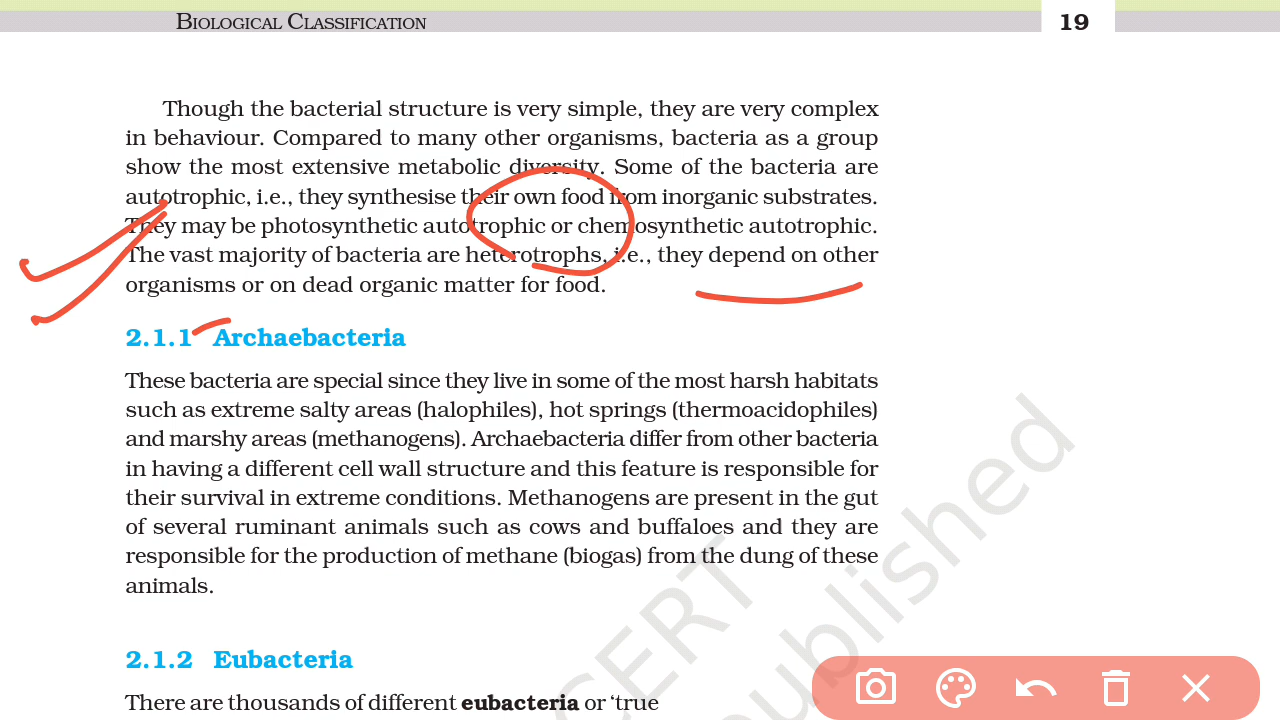 BIOLOGICAL CLASSIFICATION
19
Though the bacterial structure is very simple, they are very complex
in behaviour. Compared to many other organisms, bacteria as a group
show the most extensive metabolic diversity. Some of the bacteria are
autotrophic, i.e., they synthesise their own food from inorganic substrates.
They may be photosynthetic autotrophic or chemosynthetic autotrophic.
The vast majority of bacteria are heterotrophs, i.e., they depend on other
organisms or on dead organic matter for food.
2.1.1 Archaebacteria
These bacteria are special since they live in some of the most harsh habitats
such as extreme salty areas (halophiles), hot springs (thermoacidophiles)
and marshy areas (methanogens). Archaebacteria differ from other bacteria
in having a different cell wall structure and this feature is responsible for
their survival in extreme conditions. Methanogens are present in the gut
of several ruminant animals such as cows and buffaloes and they are
responsible for the production of methane (biogas) from the dung of these
animals.
2.1.2 Eubacteria
There are thousands of different eubacteria or ‘true